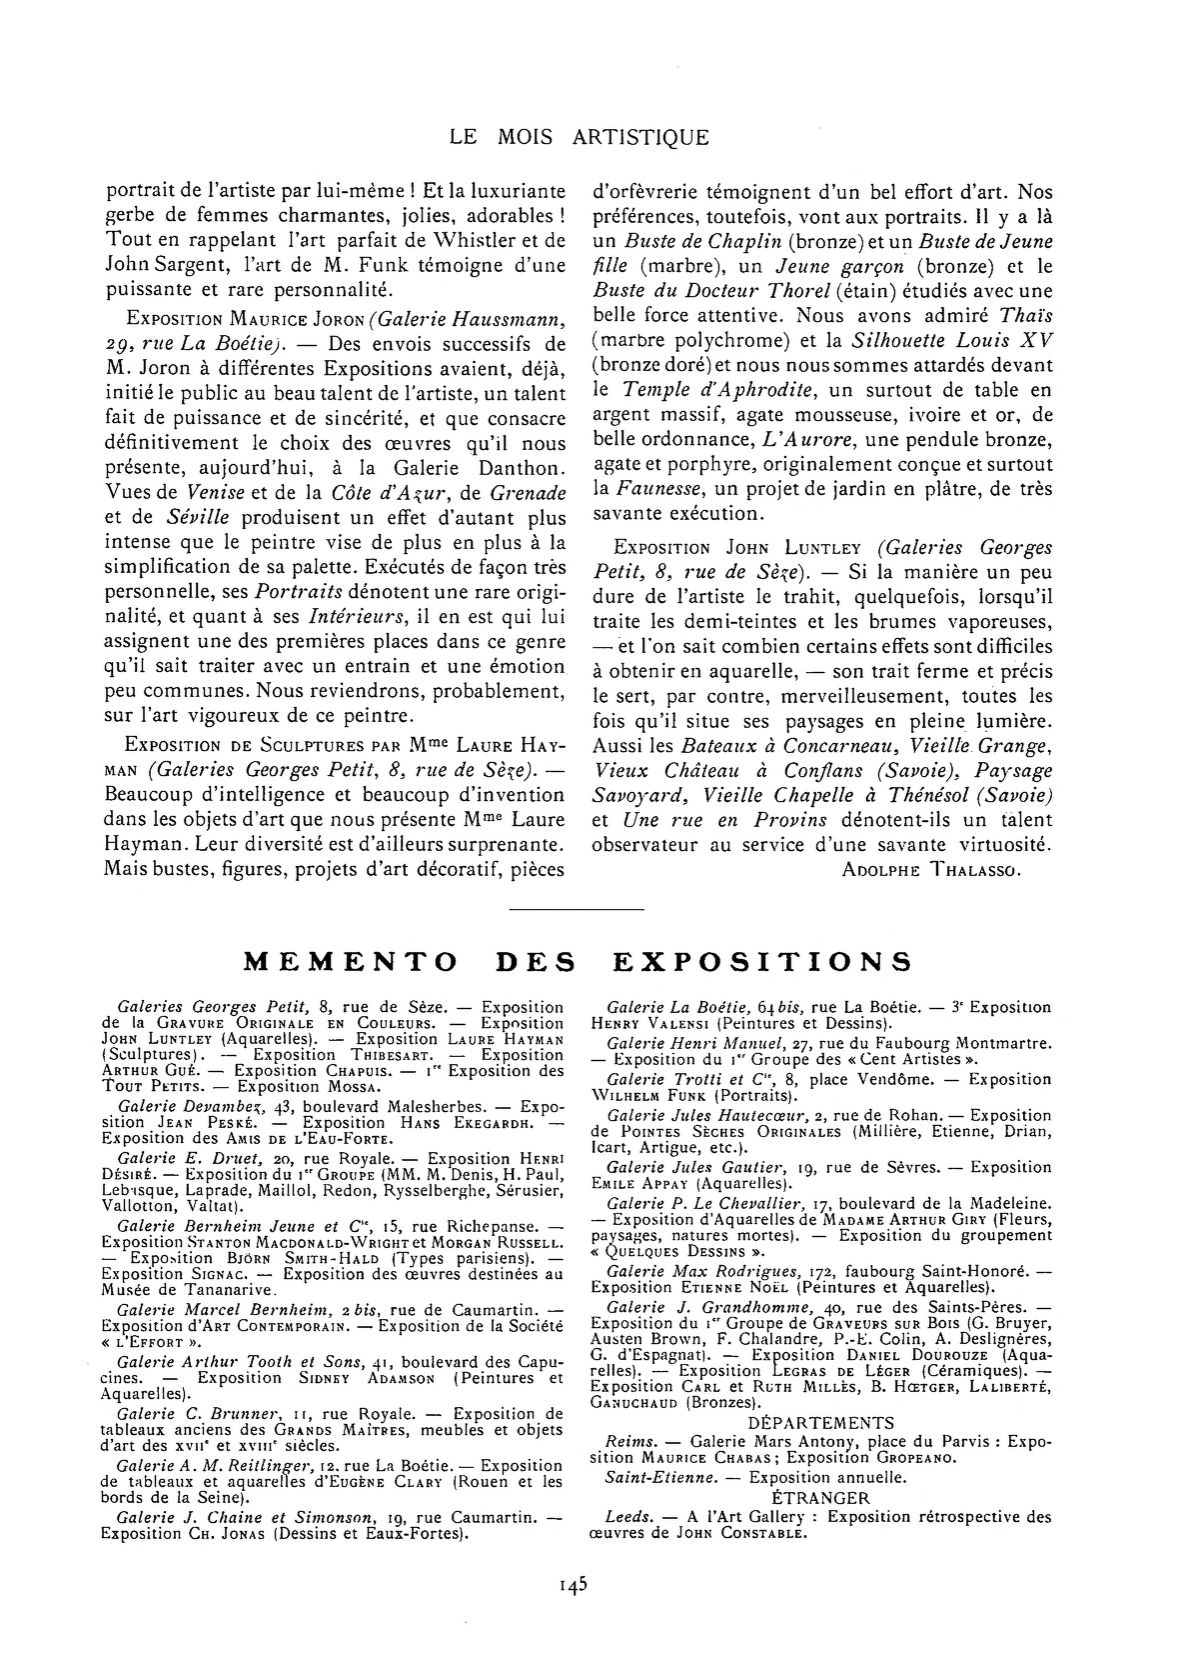 LE MOIS ARTISTIQUE
portrait de l'artiste par lui-même ! Et la luxuriante
gerbe de femmes charmantes, jolies, adorables !
Tout en rappelant l'art parfait de Whistler et de
John Sargent, l'art de M. Funk témoigne d'une
puissante et rare personnalité.
EXPOSITION MAURICE JORON (Galerie Haussmann,
29, rue La Boétie). — Des envois successifs de
M. Joron à différentes Expositions avaient, déjà,
initié le public au beau talent de l'artiste, un talent
fait de puissance et de sincérité, et que consacre
définitivement le choix des œuvres qu'il nous
présente, aujourd'hui, à la Galerie Danthon.
Vues de Venise et de la Côte d'Azur, de Grenade
et de Séville produisent un effet d'autant plus
intense que le peintre vise de plus en plus à la
simplification de sa palette. Exécutés de façon très
personnelle, ses Portraits dénotent une rare origi-
nalité, et quant à ses Intérieurs, il en est qui lui
assignent une des premières places dans ce genre
qu'il sait traiter avec un entrain et une émotion
peu communes. Nous reviendrons, probablement,
sur l'art vigoureux de ce peintre.
EXPOSITION DE SCULPTURES PAR Mme LAURE HAY-
MAN (Galeries Georges Petit, 8, rue de Sèze). —
Beaucoup d'intelligence et beaucoup d'invention
dans les objets d'art que nous présente Mme Laure
Hayman. Leur diversité est d'ailleurs surprenante.
Mais bustes, figures, projets d'art décoratif, pièces
d'orfèvrerie témoignent d'un bel effort d'art. Nos
préférences, toutefois, vont aux portraits. Il y a là
un Buste de Chaplin (bronze) et un Buste de Jeune
fille (marbre), un Jeune garçon (bronze) et le
Buste du Docteur Thorel (étain) étudiés avec une
belle force attentive. Nous avons admiré Thaïs
(marbre polychrome) et la Silhouette Louis XV
(bronze doré) et nous nous sommes attardés devant
le Temple d'Aphrodite, un surtout de table en
argent massif, agate mousseuse, ivoire et or, de
belle ordonnance, L'Aurore, une pendule bronze,
agate et porphyre, originalement conçue et surtout
la Faunesse, un projet de jardin en plâtre, de très
savante exécution.
EXPOSITION JOHN LUNTLEY (Galeries Georges
Petit, 8, rue de Sèze). — Si la manière un peu
dure de l'artiste le trahit, quelquefois, lorsqu'il
traite les demi-teintes et les brumes vaporeuses,
— et l'on sait combien certains effets sont difficiles
à obtenir en aquarelle, — son trait ferme et précis
le sert, par contre, merveilleusement, toutes les
fois qu'il situe ses paysages en pleine lumière.
Aussi les Bateaux à Concarneau, Vieille Grange,
Vieux Château à Conflans (Savoie), Paysage
Savoyard, Vieille Chapelle à Thénésol (Savoie)
et Une rue en Provins dénotent-ils un talent
observateur au service d'une savante virtuosité.
ADOLPHE THALASSO.
MEMENTO DES EXPOSITIONS
Galeries Georges Petit, 8, rue de Sèze. — Exposition
de la GRAVURE ORIGINALE EN COULEURS. — Exposition
JOHN LUNTLEY (Aquarelles). — Exposition LAURE HAYMAN
(Sculptures). — Exposition THIBESART. — Exposition
ARTHUR GUÉ. — Exposition CHAPUIS. — 1re Exposition des
TOUT PETITS. — Exposition MOSSA.
Galerie Devambez, 43, boulevard Malesherbes. — Expo-
sition JEAN PESKÉ. — Exposition HANS EKEGARDH. —
Exposition des AMIS DE L'EAU-FORTE.
Galerie E. Druet, 20, rue Royale. — Exposition HENRI
DÉSIRÉ. — Exposition du 1er GROUPE (MM. M. Denis, H. Paul,
Lebasque, Laprade, Maillol, Redon, Rysselberghe, Sérusier,
Vallotton, Valtat).
Galerie Bernheim Jeune et Cie, 15, rue Richepanse. —
Exposition STANTON MACDONALD-WRIGHT et MORGAN RUSSELL.
— Exposition BJÖRN SMITH-HALD (Types parisiens). —
Exposition SIGNAC. — Exposition des œuvres destinées au
Musée de Tananarive.
Galerie Marcel Bernheim, 2 bis, rue de Caumartin. —
Exposition d'ART CONTEMPORAIN. — Exposition de la Société
« L'EFFORT ».
Galerie Arthur Tooth et Sons, 41, boulevard des Capu-
cines. — Exposition SIDNEY ADAMSON (Peintures et
Aquarelles).
Galerie C. Brunner, 11, rue Royale. — Exposition de
tableaux anciens des GRANDS MAÎTRES, meubles et objets
d'art des XVIIe et XVIIIe siècles.
Galerie A. M. Reitlinger, 12. rue La Boétie. — Exposition
de tableaux et aquarelles d'EUGÈNE CLARY (Rouen et les
bords de la Seine).
Galerie J. Chaine et Simonson, 19, rue Caumartin. —
Exposition CH. JONAS (Dessins et Eaux-Fortes).
Galerie La Boétie, 64 bis, rue La Boétie. — 3e Exposition
HENRY VALENSI (Peintures et Dessins).
Galerie Henri Manuel, 27, rue du Faubourg Montmartre.
— Exposition du 1er Groupe des « Cent Artistes ».
Galerie Trotti et Cie, 8, place Vendôme. — Exposition
WILHELM FUNK (Portraits).
Galerie Jules Hautecœur, 2, rue de Rohan. — Exposition
de POINTES SÈCHES ORIGINALES (Millière, Etienne, Drian,
Icart, Artigue, etc.).
Galerie Jules Gautier, 19, rue de Sèvres. — Exposition
EMILE APPAY (Aquarelles).
Galerie P. Le Chevallier, 17, boulevard de la Madeleine.
— Exposition d'Aquarelles de MADAME ARTHUR GIRY (Fleurs,
paysages, natures mortes). — Exposition du groupement
« QUELQUES DESSINS ».
Galerie Max Rodrigues, 172, faubourg Saint-Honoré. —
Exposition ETIENNE NOËL (Peintures et Aquarelles).
Galerie J. Grandhomme, 40, rue des Saints-Pères. —
Exposition du 1er Groupe de GRAVEURS SUR BOIS (G. Bruyer,
Austen Brown, F. Chalandre, P.-E. Colin, A. Deslignères,
G. d'Espagnat). — Exposition DANIEL DOUROUZE (Aqua-
relles). — Exposition LEGRAS DE LÉGER (Céramiques). —
Exposition CARL et RUTH MILLÈS, B. HŒTGER, LALIBERTÉ,
GANUCHAUD (Bronzes).
DÉPARTEMENTS
Reims. — Galerie Mars Antony, place du Parvis : Expo-
sition MAURICE CHABAS ; Exposition GROPEANO.
Saint-Etienne. — Exposition annuelle.
ÉTRANGER
Leeds. — A l'Art Gallery : Exposition rétrospective des
œuvres de JOHN CONSTABLE.
145